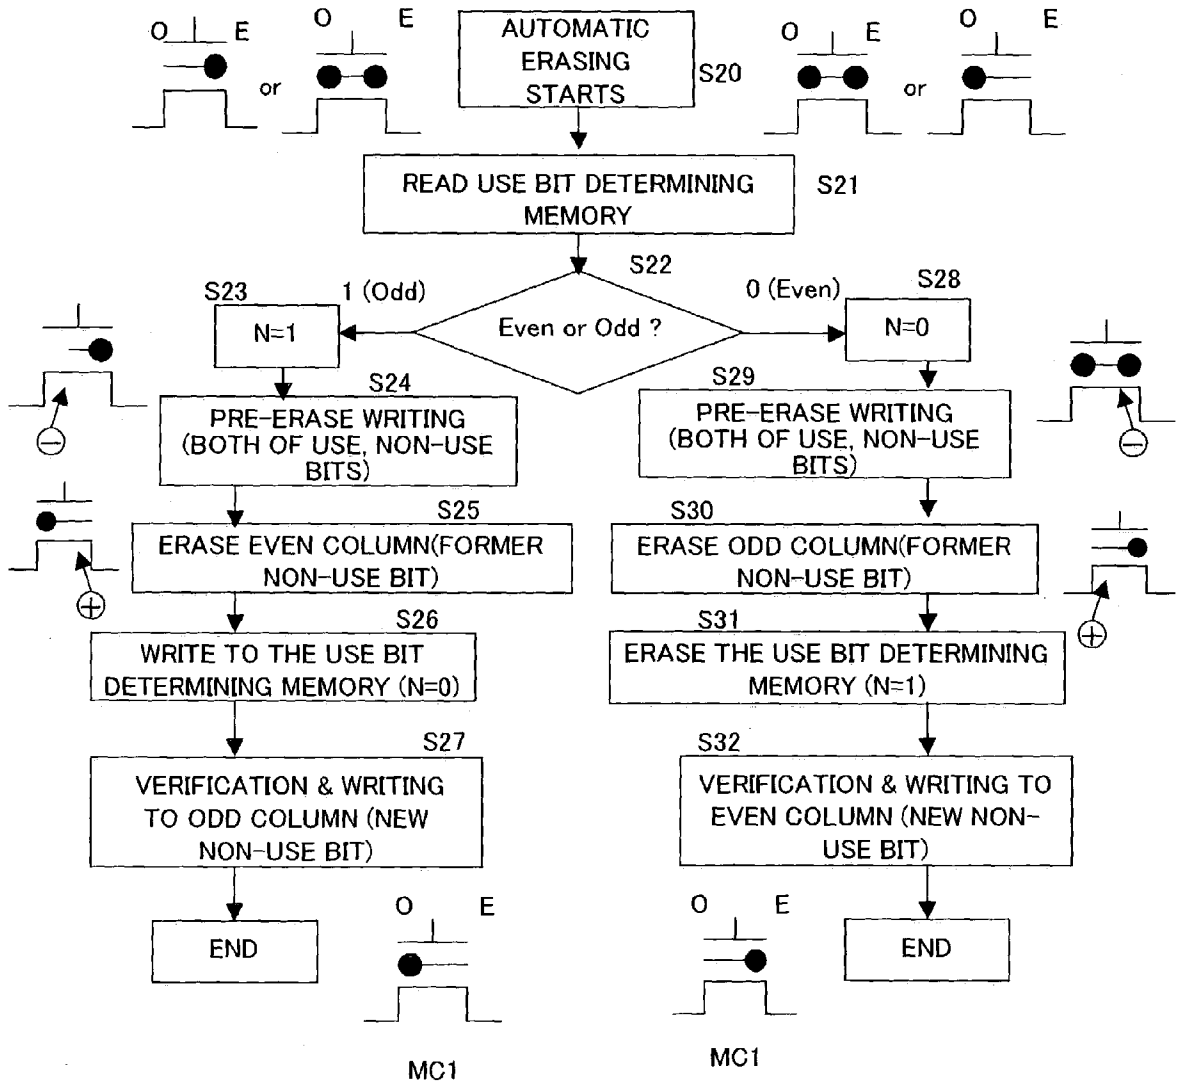 O E
or
O E
AUTOMATIC
ERASING
STARTS
S20
or
O E
READ USE BIT DETERMINING
MEMORY
S21
S22
Even or Odd ?
1 (Odd)
0 (Even)
S23
N=1
S28
N=0
S24
PRE-ERASE WRITING
(BOTH OF USE, NON-USE
BITS)
S29
PRE-ERASE WRITING
(BOTH OF USE, NON-USE
BITS)
−
−
S25
ERASE EVEN COLUMN(FORMER
NON-USE BIT)
S30
ERASE ODD COLUMN(FORMER
NON-USE BIT)
+
+
S26
WRITE TO THE USE BIT
DETERMINING MEMORY (N=0)
S31
ERASE THE USE BIT DETERMINING
MEMORY (N=1)
S27
VERIFICATION & WRITING
TO ODD COLUMN (NEW
NON-USE BIT)
S32
VERIFICATION & WRITING TO
EVEN COLUMN (NEW NON-
USE BIT)
END
O E
O E
END
MC1
MC1